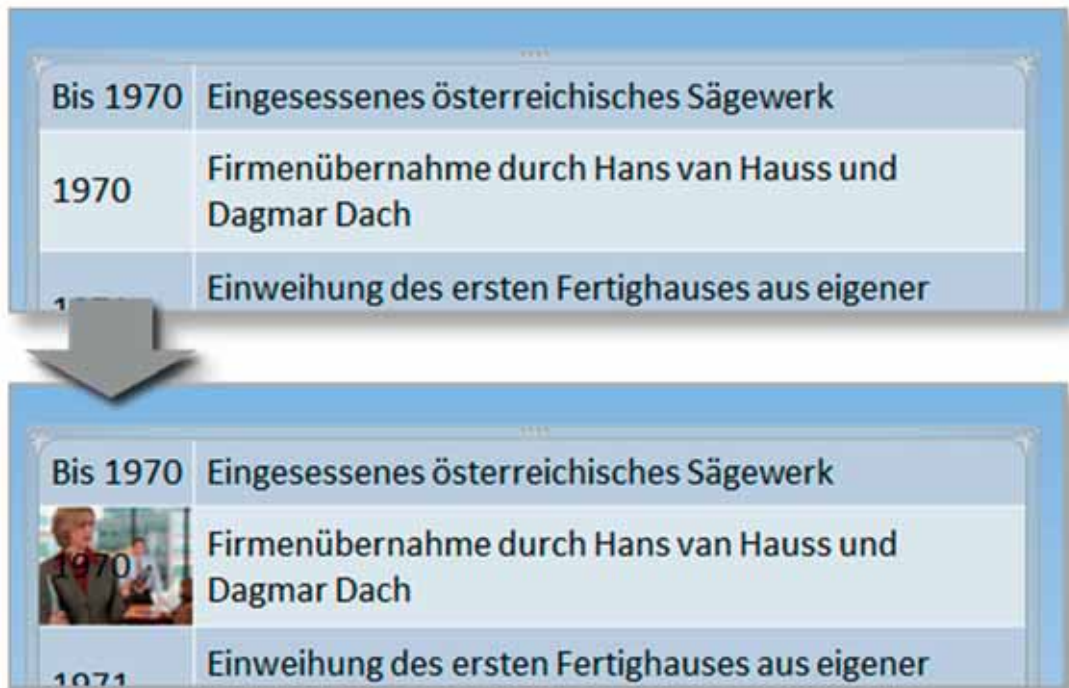 Bis 1970 Eingesessenes österreichisches Sägewerk
1970 Firmenübernahme durch Hans van Hauss und
Dagmar Dach
Einweihung des ersten Fertighauses aus eigener
Bis 1970 Eingesessenes österreichisches Sägewerk
1970 Firmenübernahme durch Hans van Hauss und
Dagmar Dach
1971 Einweihung des ersten Fertighauses aus eigener